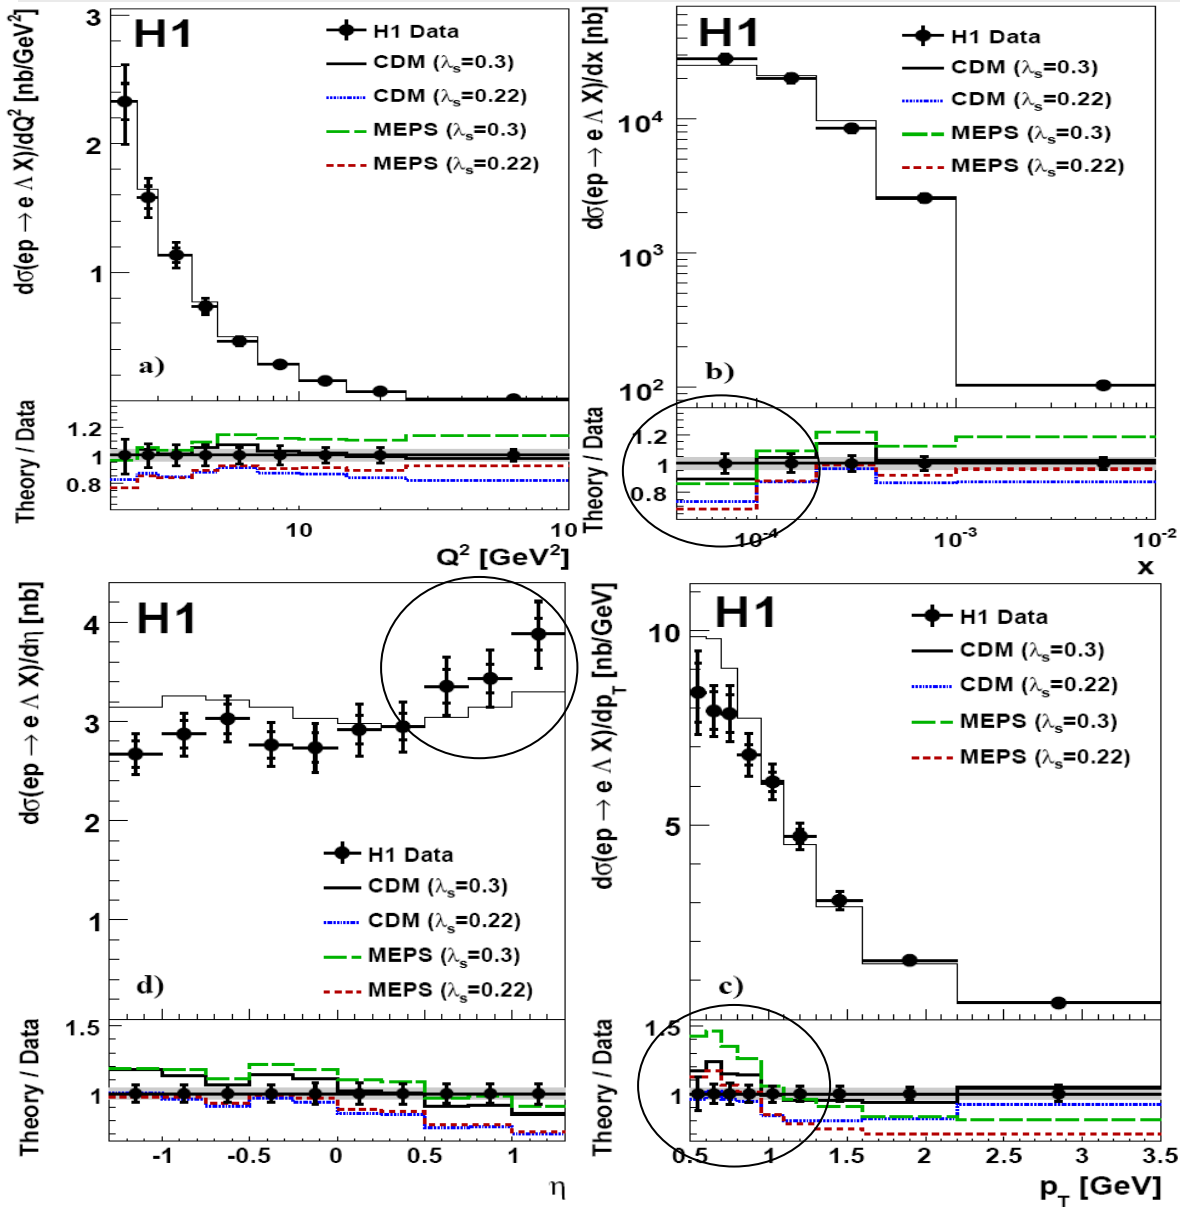 H1
dσ(ep → e Λ X)/dQ² [nb/GeV²]
3
2
1
H1 Data
CDM (λs=0.3)
CDM (λs=0.22)
MEPS (λs=0.3)
MEPS (λs=0.22)
a)
Theory / Data
1.2
1
0.8
10
10
Q² [GeV²]
H1
dσ(ep → e Λ X)/dx [nb]
10⁴
10³
10²
H1 Data
CDM (λs=0.3)
CDM (λs=0.22)
MEPS (λs=0.3)
MEPS (λs=0.22)
b)
Theory / Data
1.2
1
0.8
10⁻⁴
10⁻³
10⁻²
x
H1
dσ(ep → e Λ X)/dη [nb]
4
3
2
1
H1 Data
CDM (λs=0.3)
CDM (λs=0.22)
MEPS (λs=0.3)
MEPS (λs=0.22)
d)
Theory / Data
1.5
1
-1
-0.5
0
0.5
1
η
H1
dσ(ep → e Λ X)/dpT [nb/GeV]
10
5
H1 Data
CDM (λs=0.3)
CDM (λs=0.22)
MEPS (λs=0.3)
MEPS (λs=0.22)
c)
Theory / Data
1.5
1
0.5
1
1.5
2
2.5
3
3.5
pT [GeV]